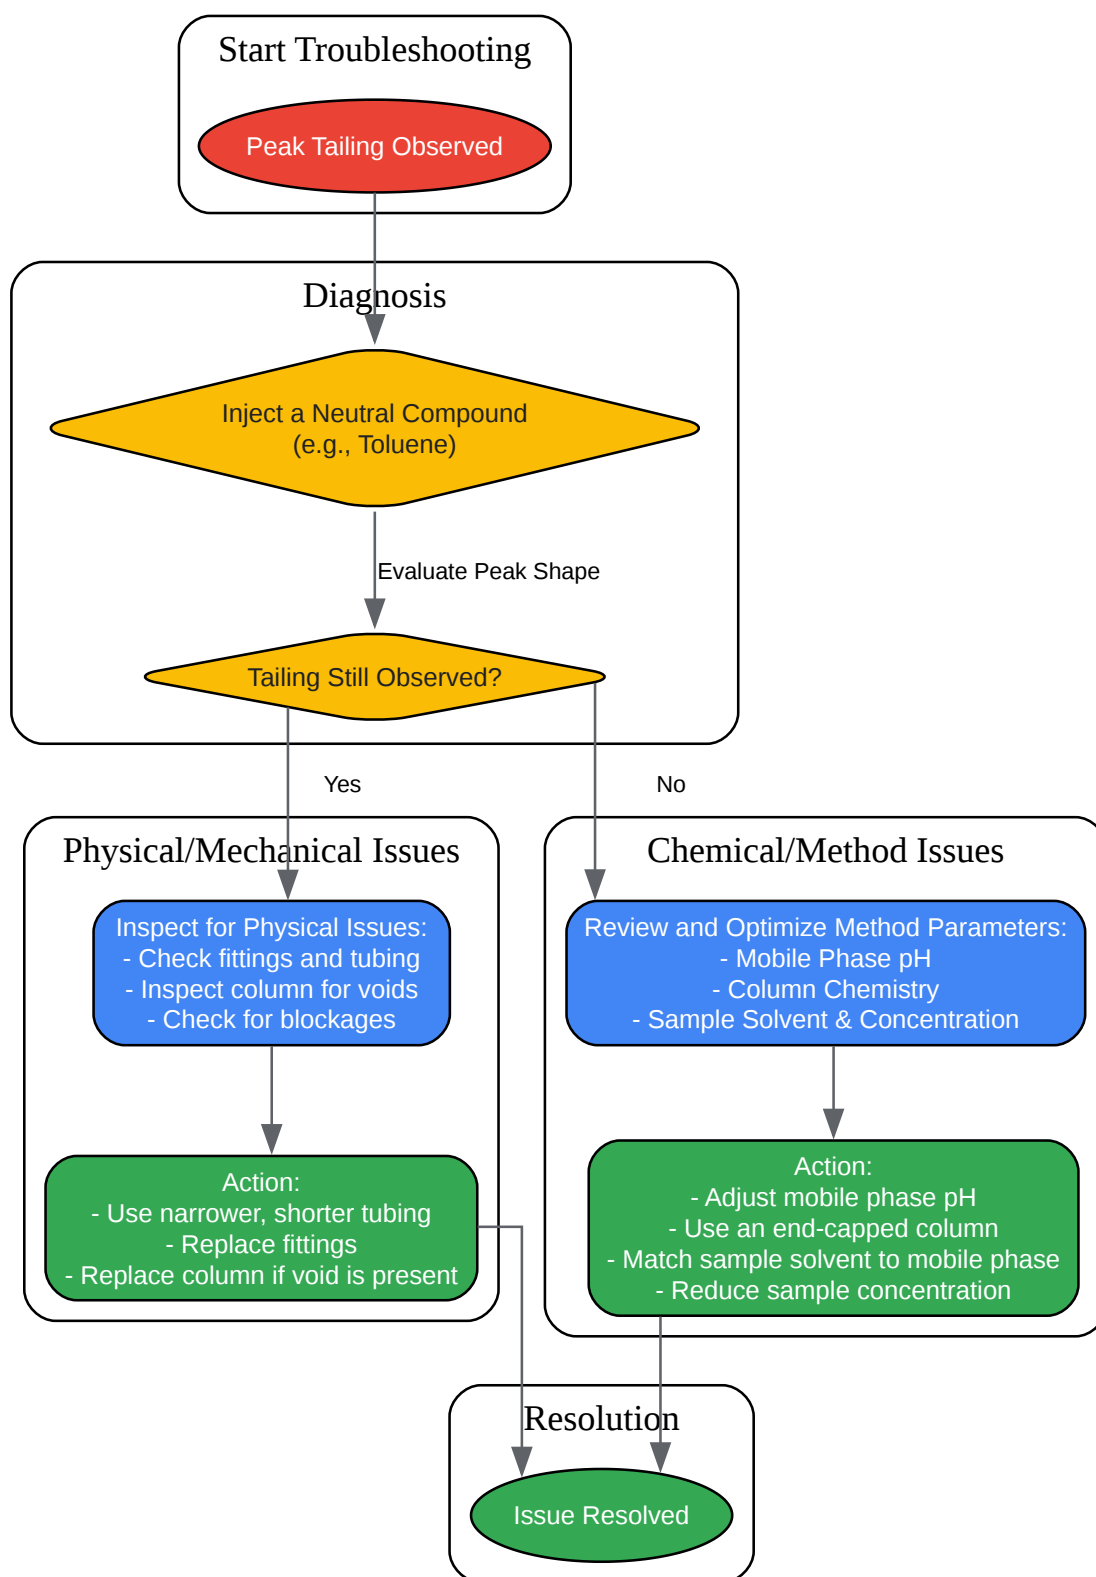 Start Troubleshooting
Peak Tailing Observed
Diagnosis
Inject a Neutral Compound
(e.g., Toluene)
Evaluate Peak Shape
Tailing Still Observed?
Yes
No
Physical/Mechanical Issues
Inspect for Physical Issues:
- Check fittings and tubing
- Inspect column for voids
- Check for blockages
Action:
- Use narrower, shorter tubing
- Replace fittings
- Replace column if void is present
Chemical/Method Issues
Review and Optimize Method Parameters:
- Mobile Phase pH
- Column Chemistry
- Sample Solvent & Concentration
Action:
- Adjust mobile phase pH
- Use an end-capped column
- Match sample solvent to mobile phase
- Reduce sample concentration
Resolution
Issue Resolved